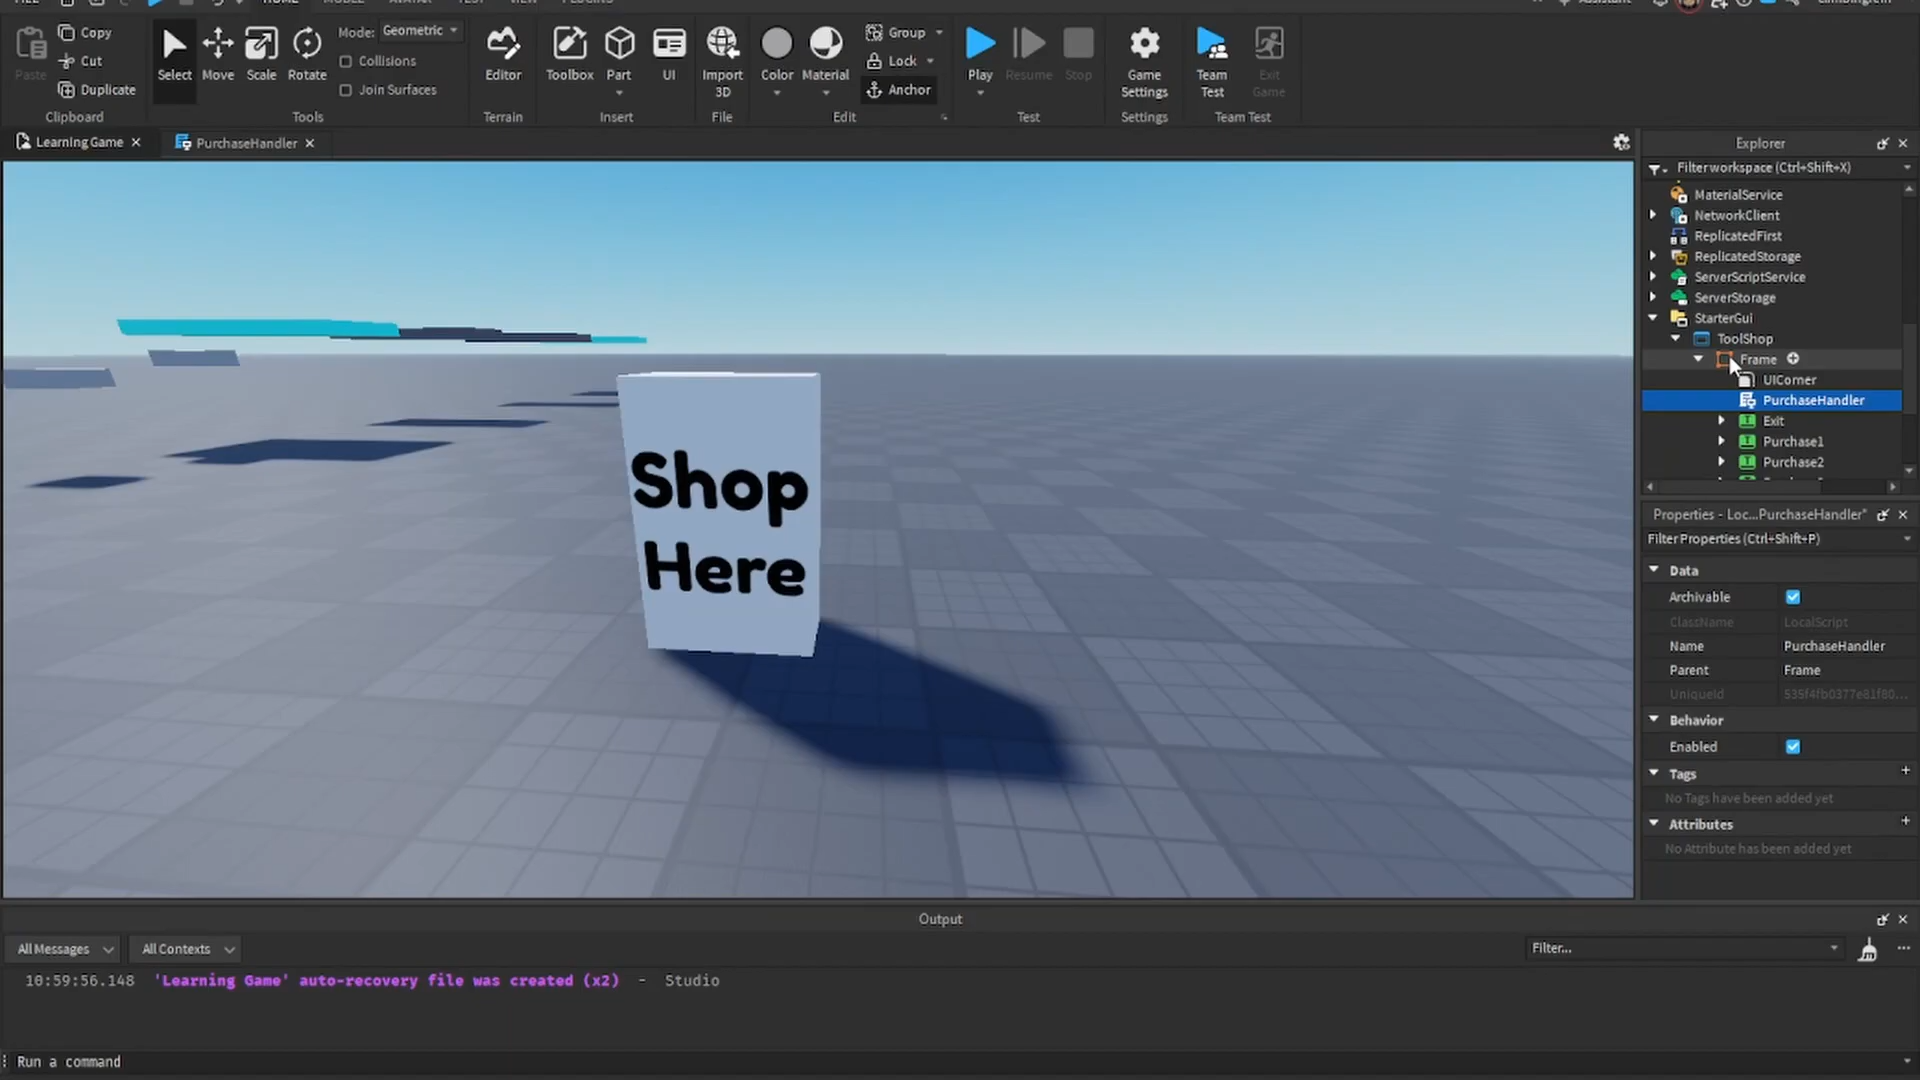 HOME
Copy
Cut
Duplicate
Paste
Clipboard
Select
Move
Scale
Rotate
Mode: Geometric
Collisions
Join Surfaces
Tools
Editor
Terrain
Toolbox
Part
UI
Insert
Import
3D
File
Color
Material
Group
Lock
Anchor
Edit
Play
Resume
Stop
Test
Game
Settings
Settings
Team
Test
Exit
Game
Team Test
Assistant
Learning Game
PurchaseHandler
Shop
Here
Explorer
Filter workspace (Ctrl+Shift+X)
MaterialService
NetworkClient
ReplicatedFirst
ReplicatedStorage
ServerScriptService
ServerStorage
StarterGui
ToolShop
Frame
UICorner
PurchaseHandler
Exit
Purchase1
Purchase2
Properties - Loc...PurchaseHandler"
Filter Properties (Ctrl+Shift+P)
Data
Archivable
ClassName LocalScript
Name PurchaseHandler
Parent Frame
UniqueId 535f4fb0377e81f80...
Behavior
Enabled
Tags
No Tags have been added yet
Attributes
No Attribute has been added yet
Output
All Messages
All Contexts
Filter...
10:59:56.148 'Learning Game' auto-recovery file was created (x2) - Studio
Run a command